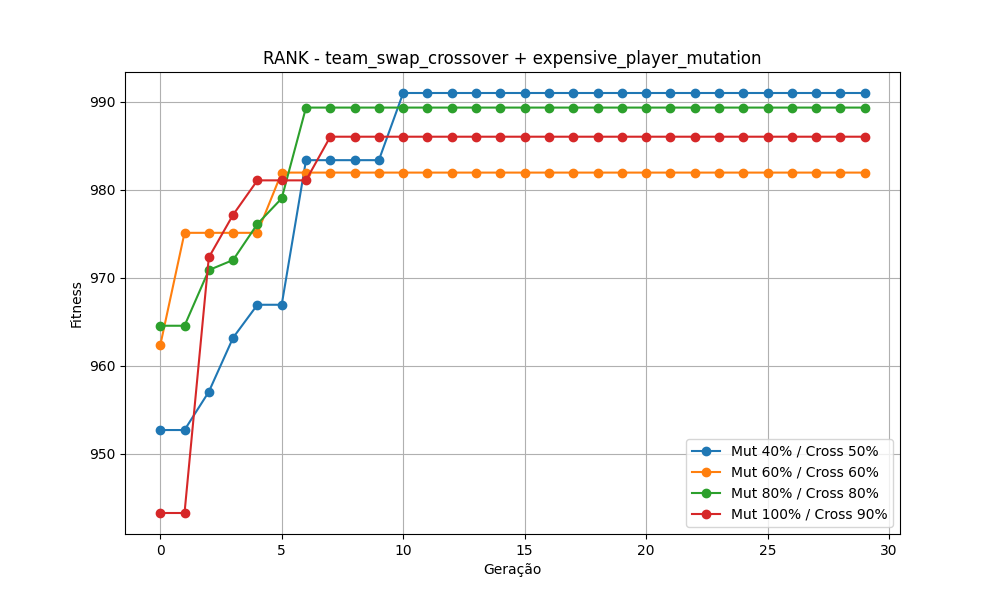 RANK - team_swap_crossover + expensive_player_mutation
Fitness
990
980
970
960
950
0 5 10 15 20 25 30
Geração
Mut 40% / Cross 50%
Mut 60% / Cross 60%
Mut 80% / Cross 80%
Mut 100% / Cross 90%